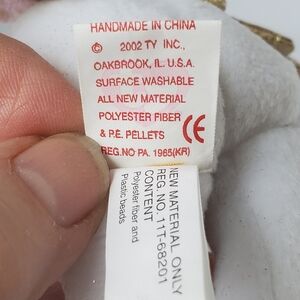 HANDMADE IN CHINA
© 2002 TY INC.,
OAKBROOK, IL. U.S.A.
SURFACE WASHABLE
ALL NEW MATERIAL
POLYESTER FIBER
& P.E. PELLETS CE
REG.NO PA. 1965(KR)
NEW MATERIAL ONLY
REG. NO. 11T-68201
CONTENT
Polyester fiber and
Plastic beads